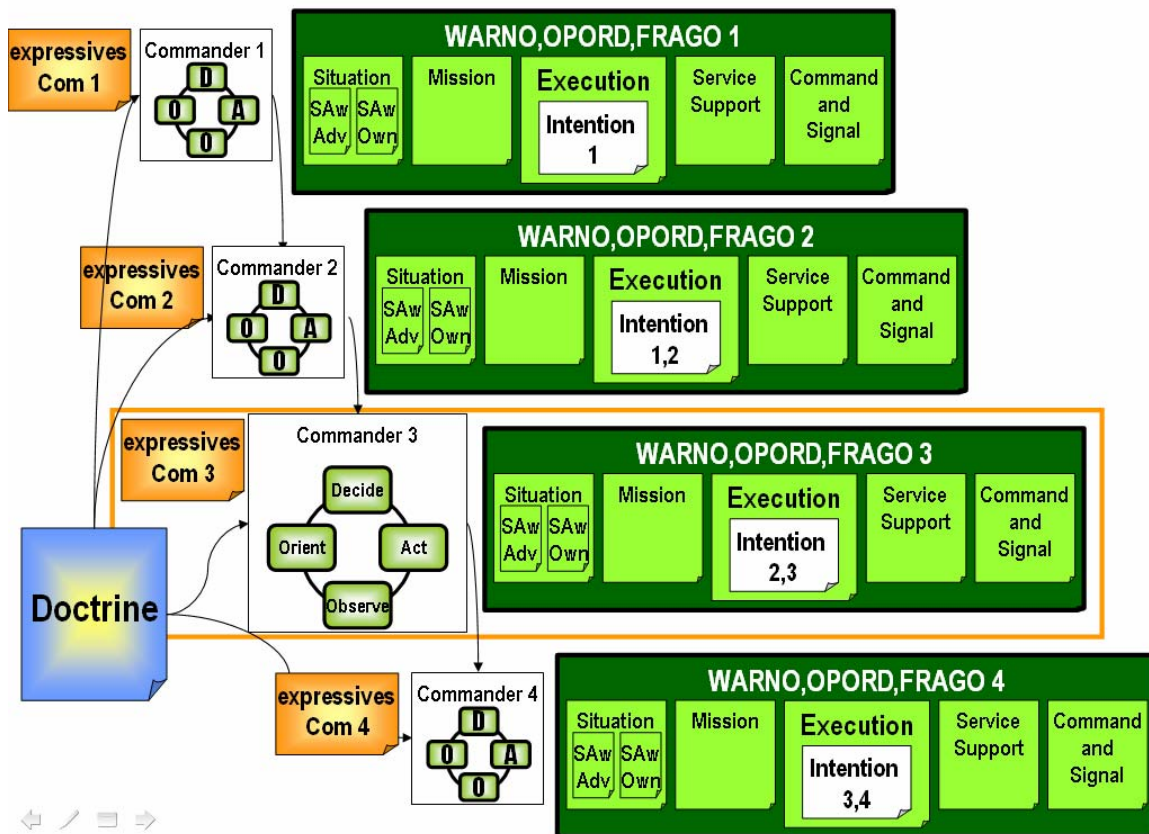 expressives
Com 1
Commander 1
D
O
A
O
WARNO,OPORD,FRAGO 1
Situation
SAw
Adv
SAw
Own
Mission
Execution
Intention
1
Service
Support
Command
and
Signal
expressives
Com 2
Commander 2
D
O
A
O
WARNO,OPORD,FRAGO 2
Situation
SAw
Adv
SAw
Own
Mission
Execution
Intention
1,2
Service
Support
Command
and
Signal
expressives
Com 3
Commander 3
Decide
Orient
Act
Observe
WARNO,OPORD,FRAGO 3
Situation
SAw
Adv
SAw
Own
Mission
Execution
Intention
2,3
Service
Support
Command
and
Signal
Doctrine
expressives
Com 4
Commander 4
D
O
A
O
WARNO,OPORD,FRAGO 4
Situation
SAw
Adv
SAw
Own
Mission
Execution
Intention
3,4
Service
Support
Command
and
Signal